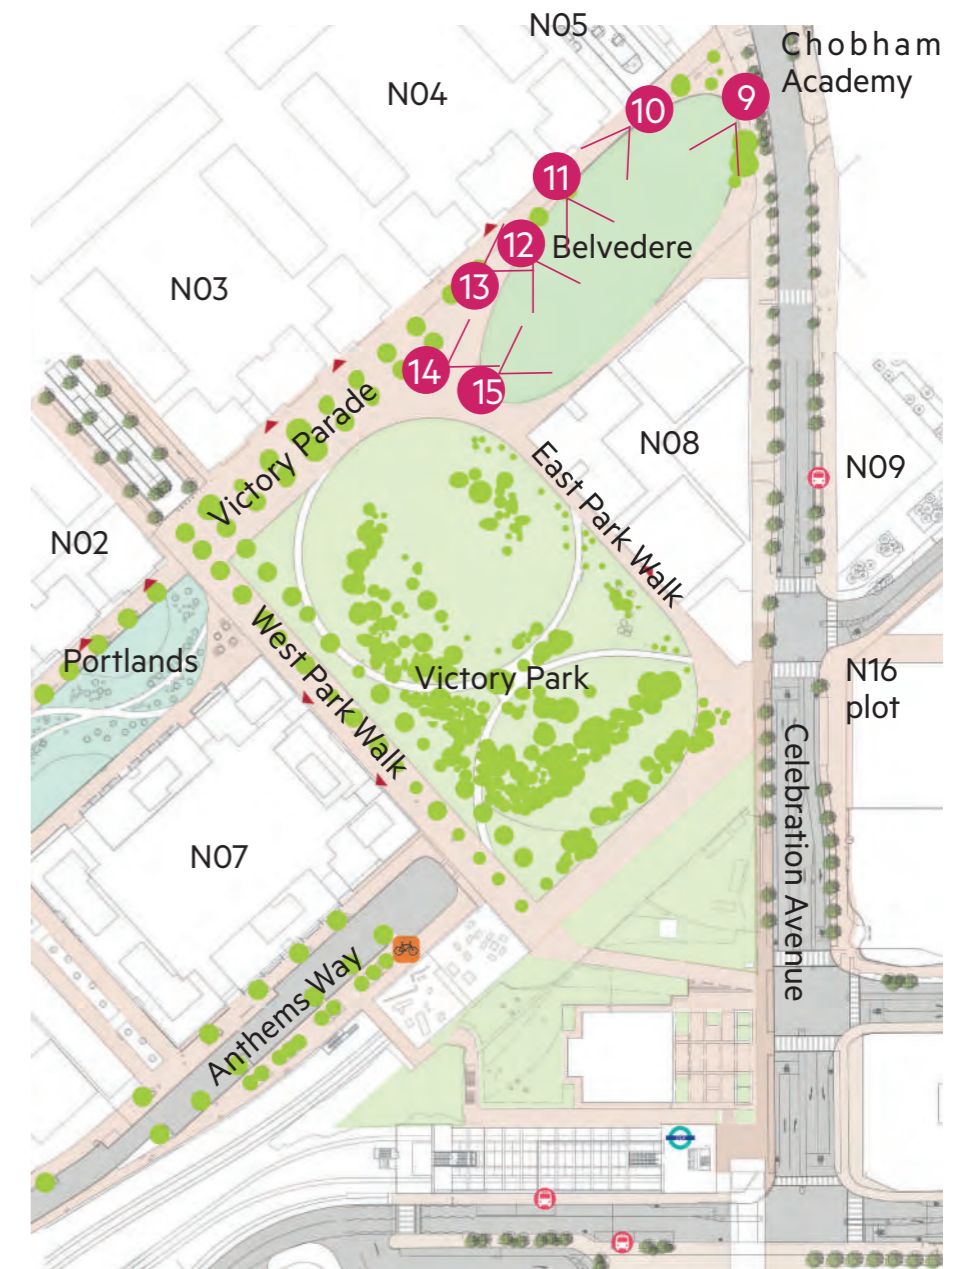 N05
Chobham
Academy
N04
9
10
11
12
Belvedere
13
N03
14
15
Victory Parade
N08
East Park Walk
N09
N02
West Park Walk
Portlands
Victory Park
N16
plot
Celebration Avenue
N07
Anthems Way